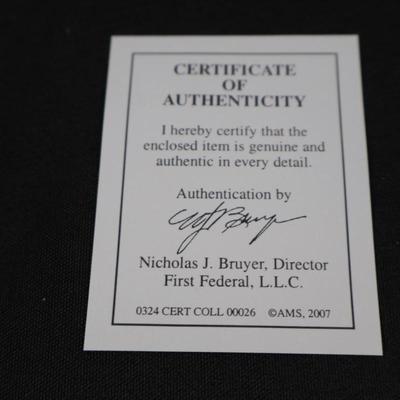 CERTIFICATE
OF
AUTHENTICITY
I hereby certify that the
enclosed item is genuine and
authentic in every detail.
Authentication by
Nicholas J. Bruyer, Director
First Federal, L.L.C.
0324 CERT COLL 00026 ©AMS, 2007